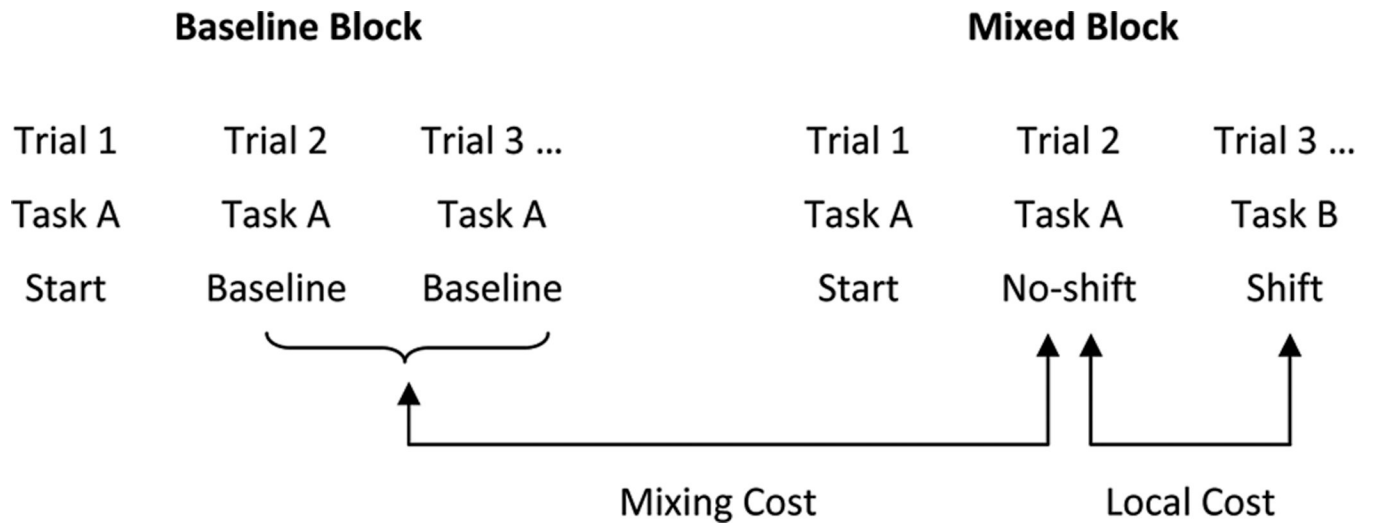 Baseline Block Mixed Block
Trial 1 Trial 2 Trial 3 ... Trial 1 Trial 2 Trial 3 ...
Task A Task A Task A Task A Task A Task B
Start Baseline Baseline Start No-shift Shift
Mixing Cost Local Cost